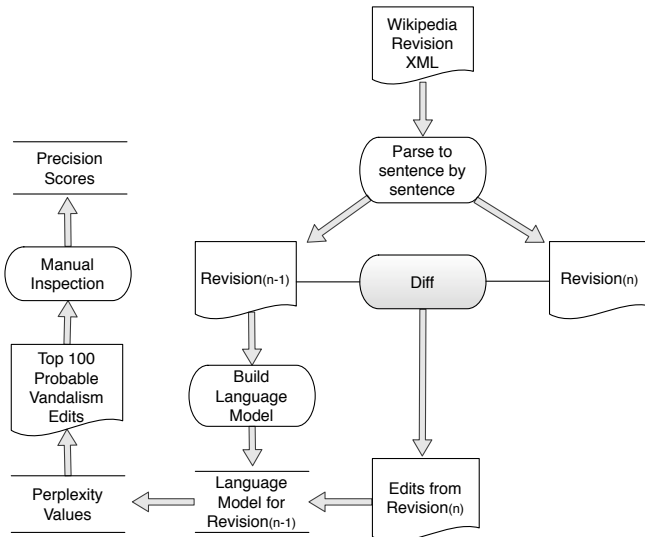 Wikipedia
Revision
XML
Parse to
sentence by
sentence
Precision
Scores
Manual
Inspection
Revision(n-1)
Diff
Revision(n)
Top 100
Probable
Vandalism
Edits
Build
Language
Model
Perplexity
Values
Language
Model for
Revision(n-1)
Edits from
Revision(n)